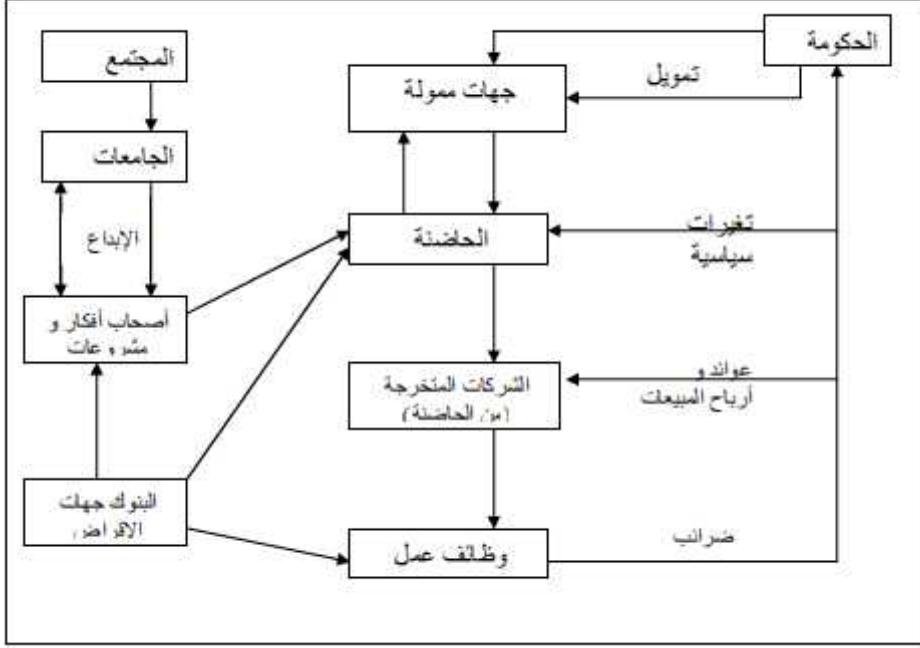 الحكومة
المجتمع
جهات ممولة
تمويل
الجامعات
الحاضنة
تغيرات
سياسية
الإبداع
أصحاب أفكار و
مشروعات
الشركات المتخرجة
(من الحاضنة)
عوائد و
أرباح المبيعات
البنوك جهات
الإقراض
وظائف عمل
ضرائب